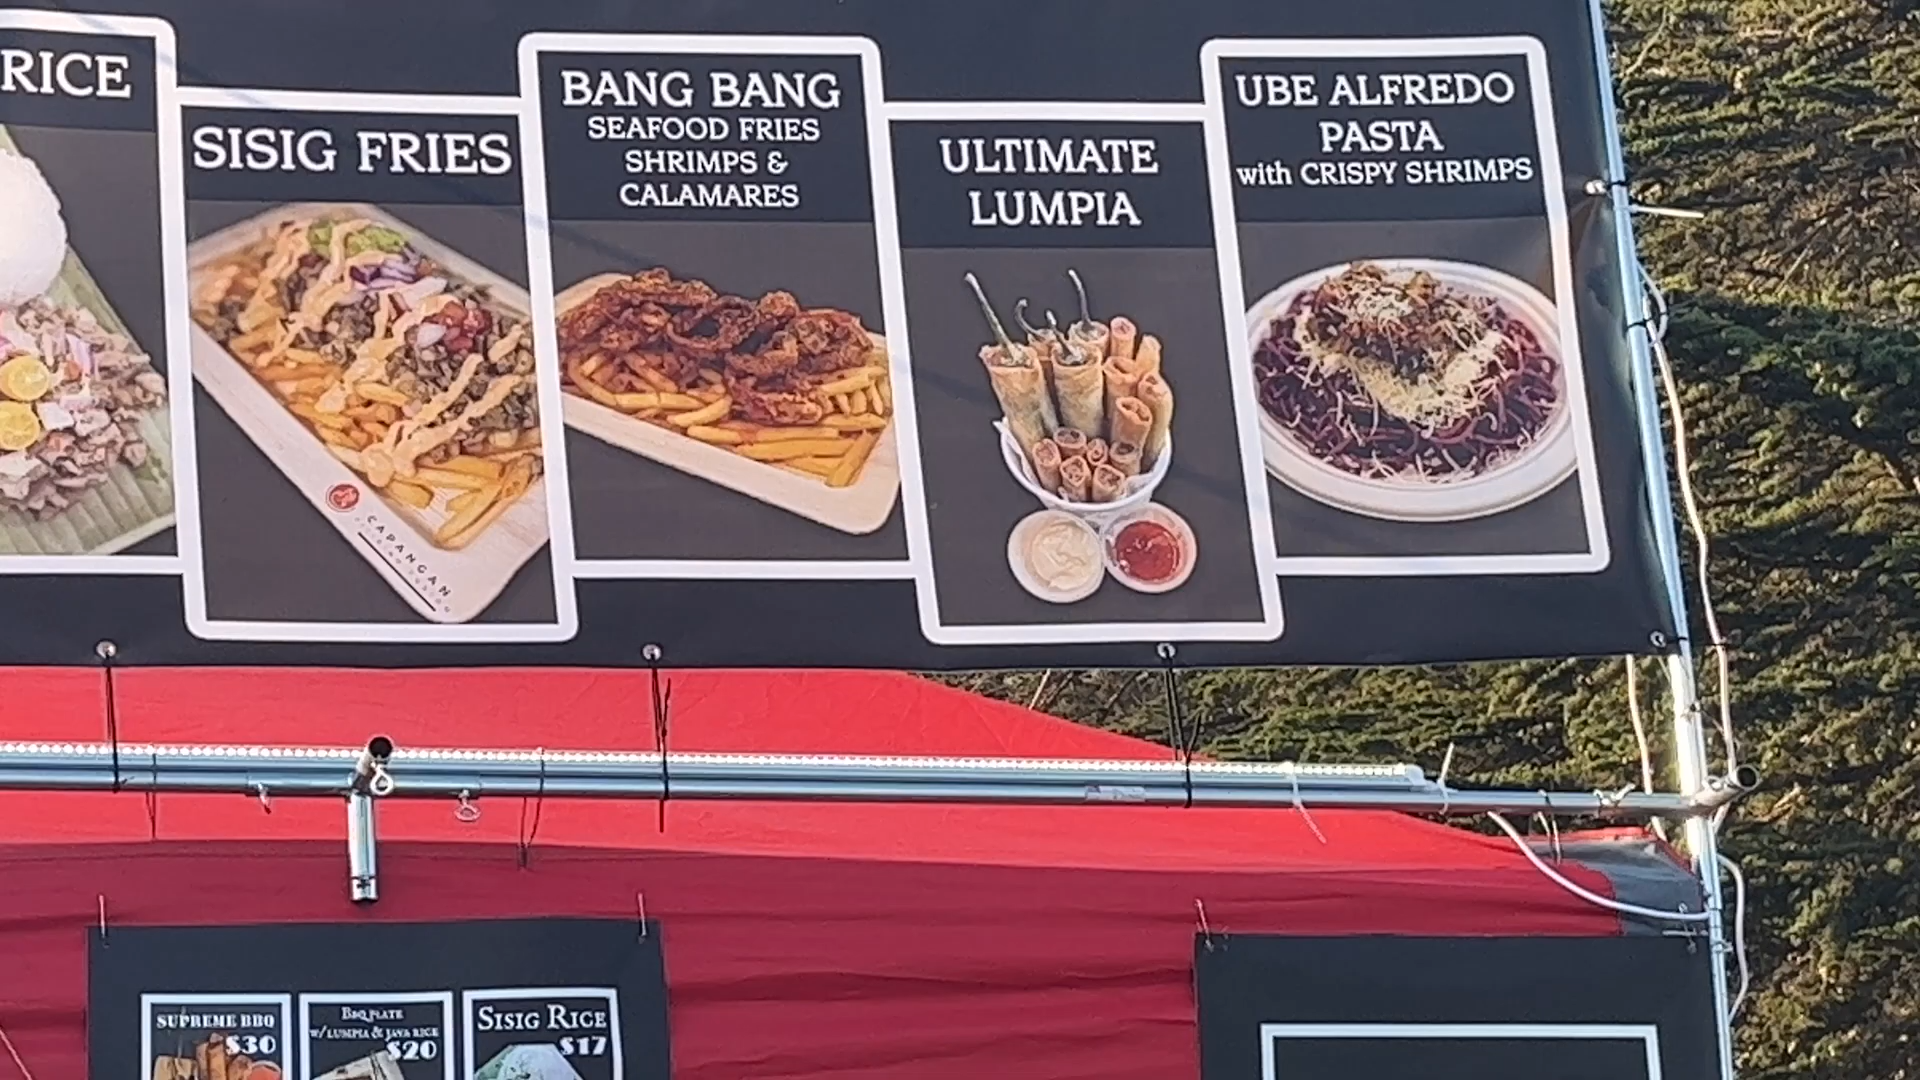 RICE
SISIG FRIES
BANG BANG
SEAFOOD FRIES
SHRIMPS &
CALAMARES
ULTIMATE
LUMPIA
UBE ALFREDO
PASTA
with CRISPY SHRIMPS
CAPANGAN
SUPREME BBQ
$30
BBQ PLATE
W/LUMPIA & JAVA RICE
$20
SISIG RICE
$17